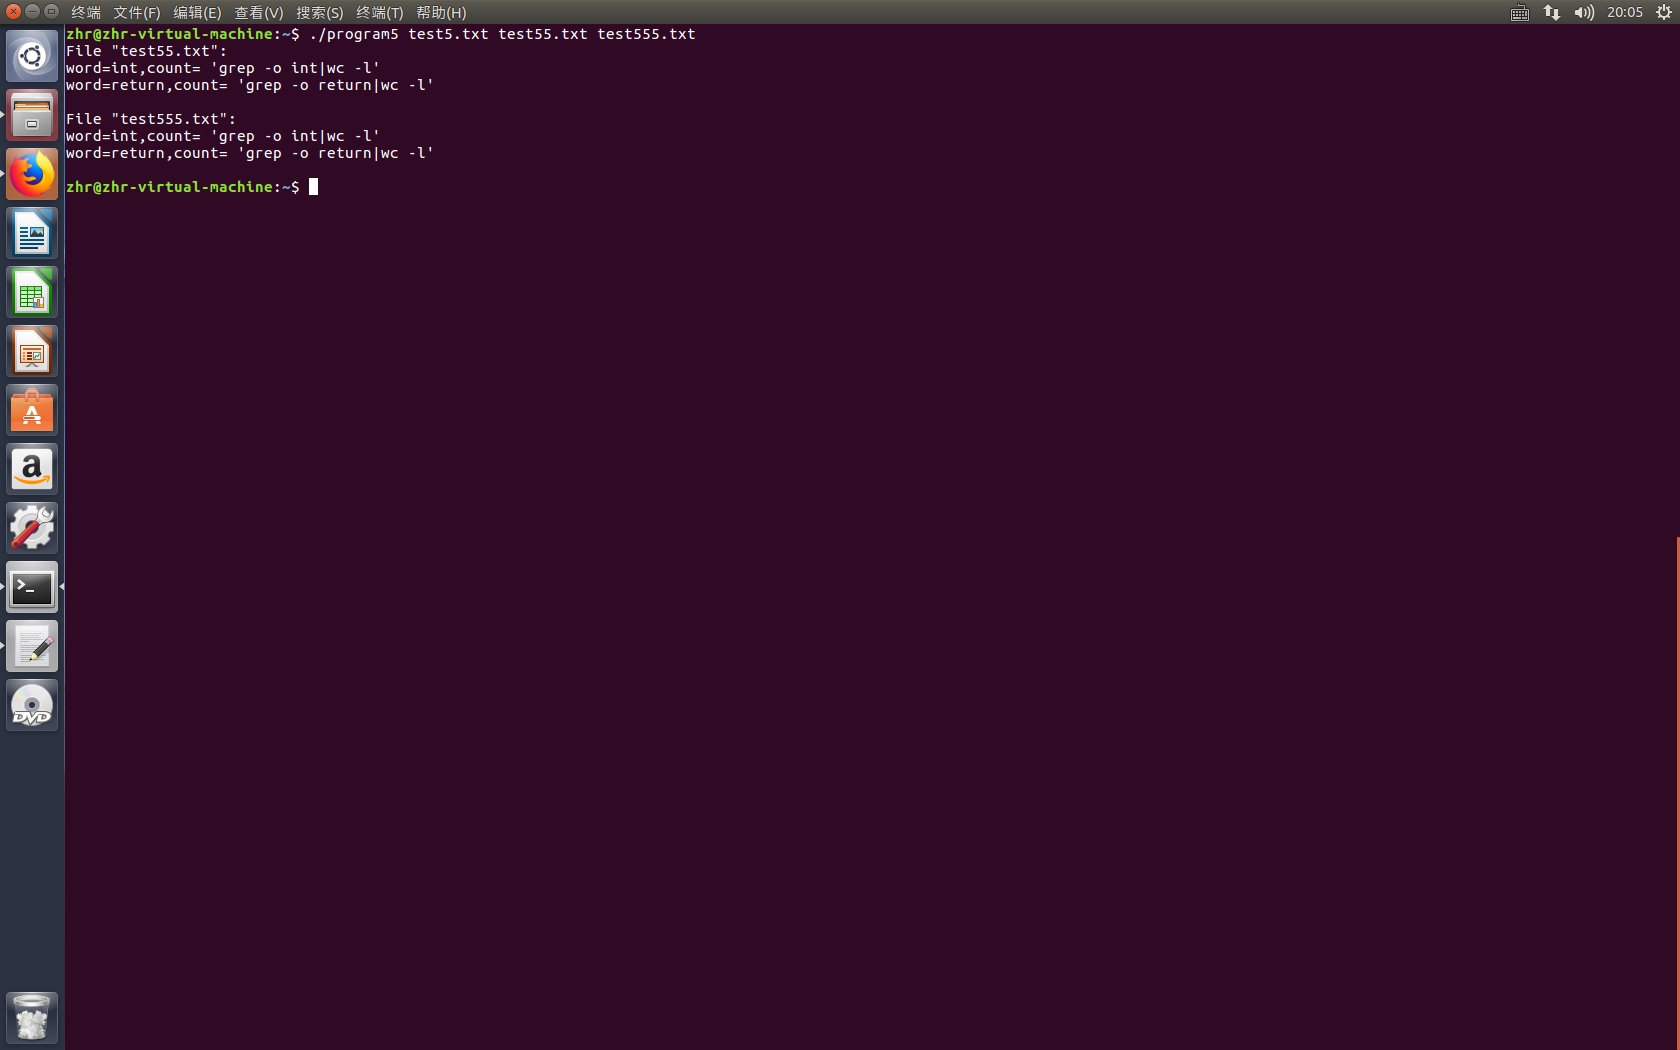 终端 文件(F) 编辑(E) 查看(V) 搜索(S) 终端(T) 帮助(H) 20:05
zhr@zhr-virtual-machine:~$ ./program5 test5.txt test55.txt test555.txt
File "test55.txt":
word=int,count= 'grep -o int|wc -l'
word=return,count= 'grep -o return|wc -l'
File "test555.txt":
word=int,count= 'grep -o int|wc -l'
word=return,count= 'grep -o return|wc -l'
zhr@zhr-virtual-machine:~$
A
a
>_
DVD